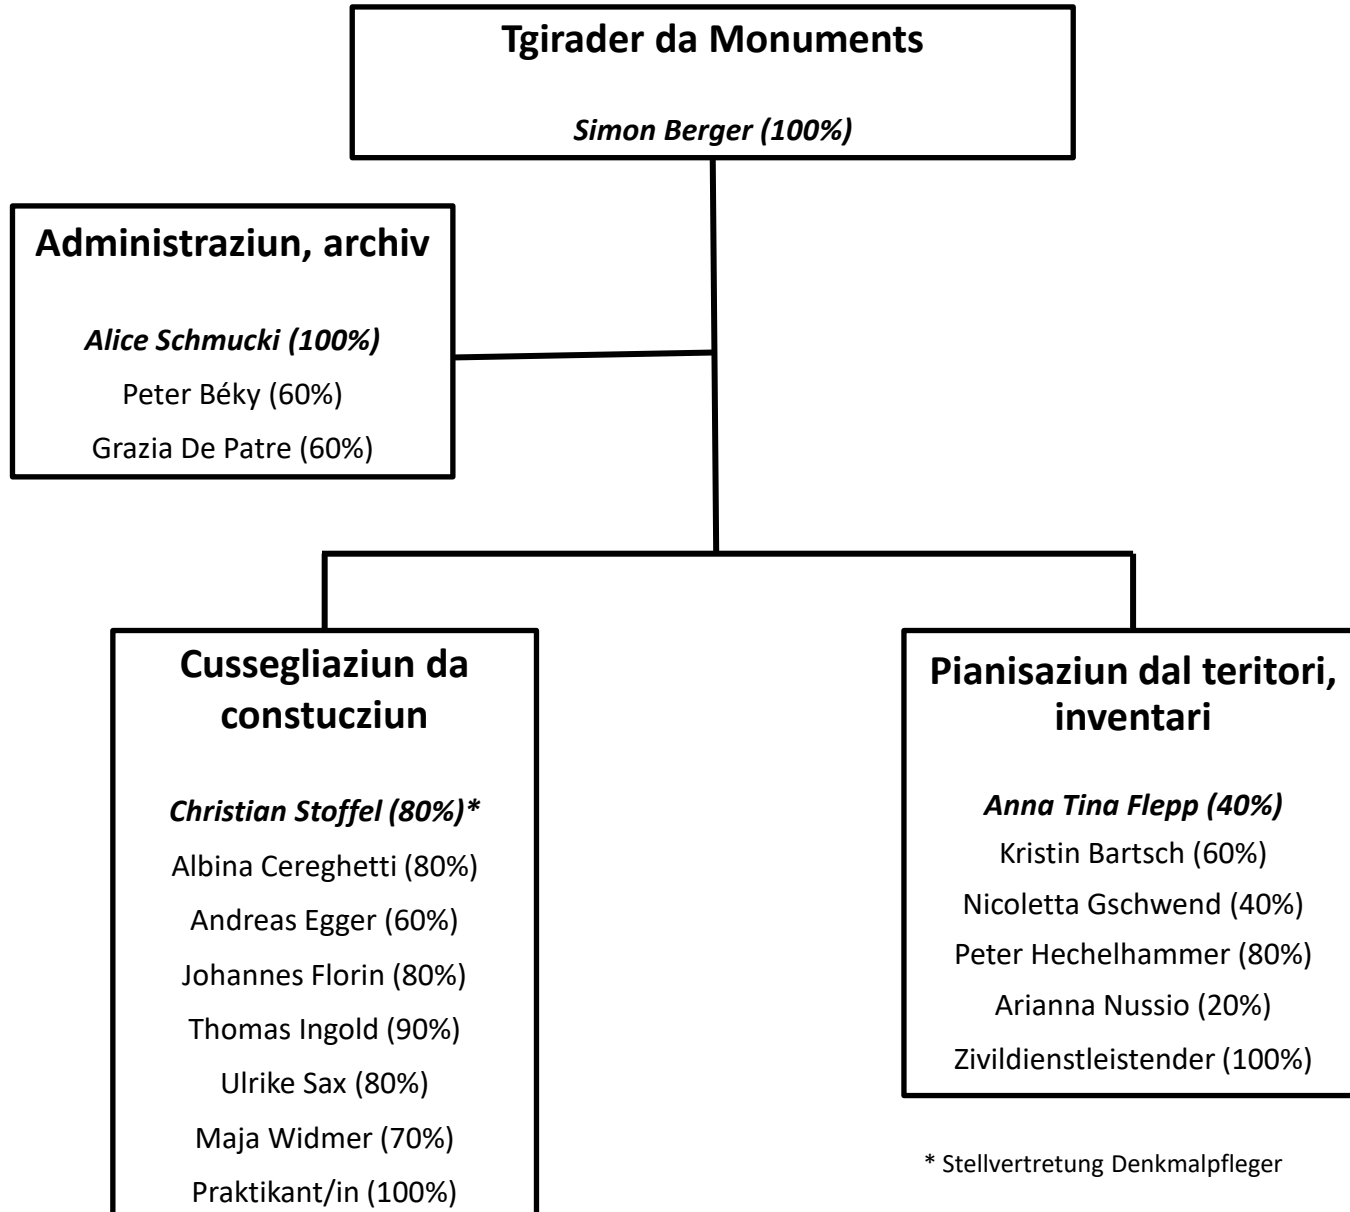 Tgirader da Monuments
Simon Berger (100%)
Administraziun, archiv
Alice Schmucki (100%)
Peter Béky (60%)
Grazia De Patre (60%)
Cussegliaziun da
constucziun
Christian Stoffel (80%)*
Albina Cereghetti (80%)
Andreas Egger (60%)
Johannes Florin (80%)
Thomas Ingold (90%)
Ulrike Sax (80%)
Maja Widmer (70%)
Praktikant/in (100%)
Pianisaziun dal teritori,
inventari
Anna Tina Flepp (40%)
Kristin Bartsch (60%)
Nicoletta Gschwend (40%)
Peter Hechelhammer (80%)
Arianna Nussio (20%)
Zivildienstleistender (100%)
* Stellvertretung Denkmalpfleger